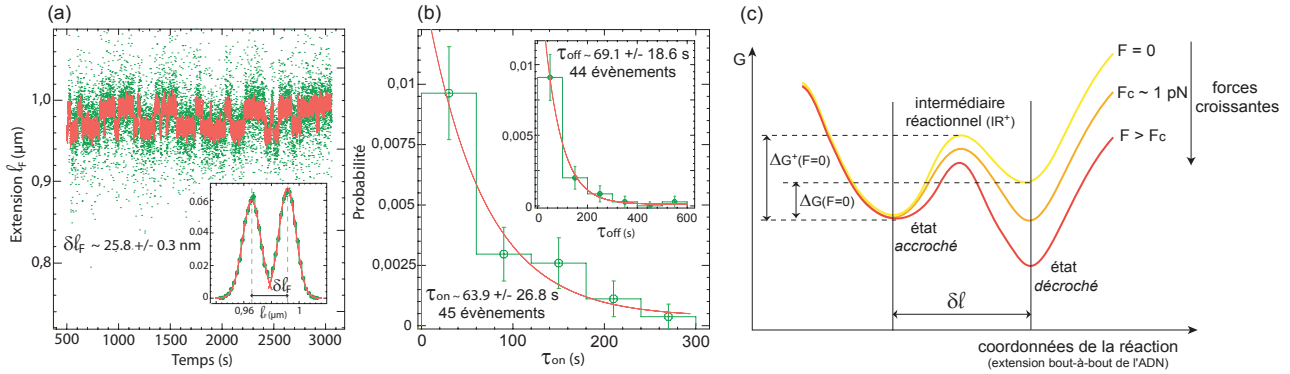 (a)
Extension ℓF (μm)
1,0
0,9
0,8
500
1000
1500
2000
2500
3000
Temps (s)
δℓF ~ 25.8 +/- 0.3 nm
0.06
0.04
0.02
0
0,96
1
ℓ (μm)
δℓF
(b)
Probabilité
0,01
0,0075
0,005
0,0025
0
0
100
200
300
τon (s)
τon ~ 63.9 +/- 26.8 s
45 évènements
τoff ~ 69.1 +/- 18.6 s
44 évènements
0,01
0,005
0
0
200
400
600
τoff (s)
(c)
G
F = 0
Fc ~ 1 pN
F > Fc
forces
croissantes
intermédiaire
réactionnel (IR⁺)
ΔG⁺(F=0)
ΔG(F=0)
état
accroché
état
décroché
δℓ
coordonnées de la réaction
(extension bout-à-bout de l'ADN)